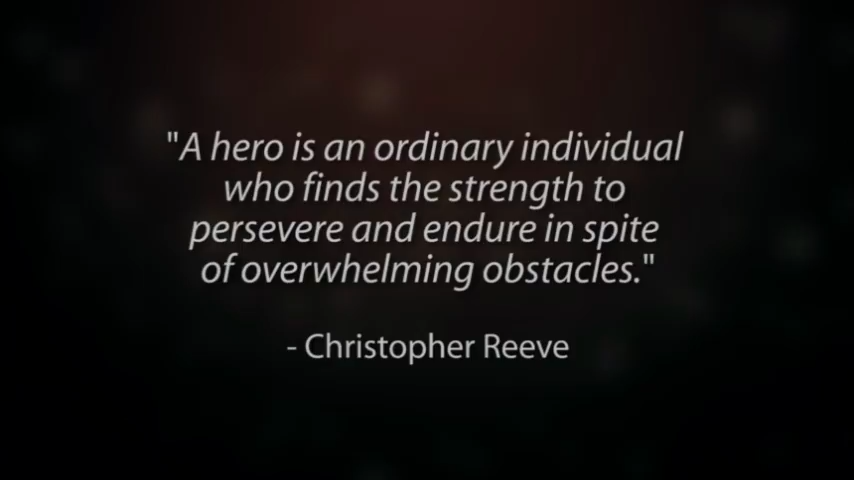 "A hero is an ordinary individual
who finds the strength to
persevere and endure in spite
of overwhelming obstacles."
- Christopher Reeve